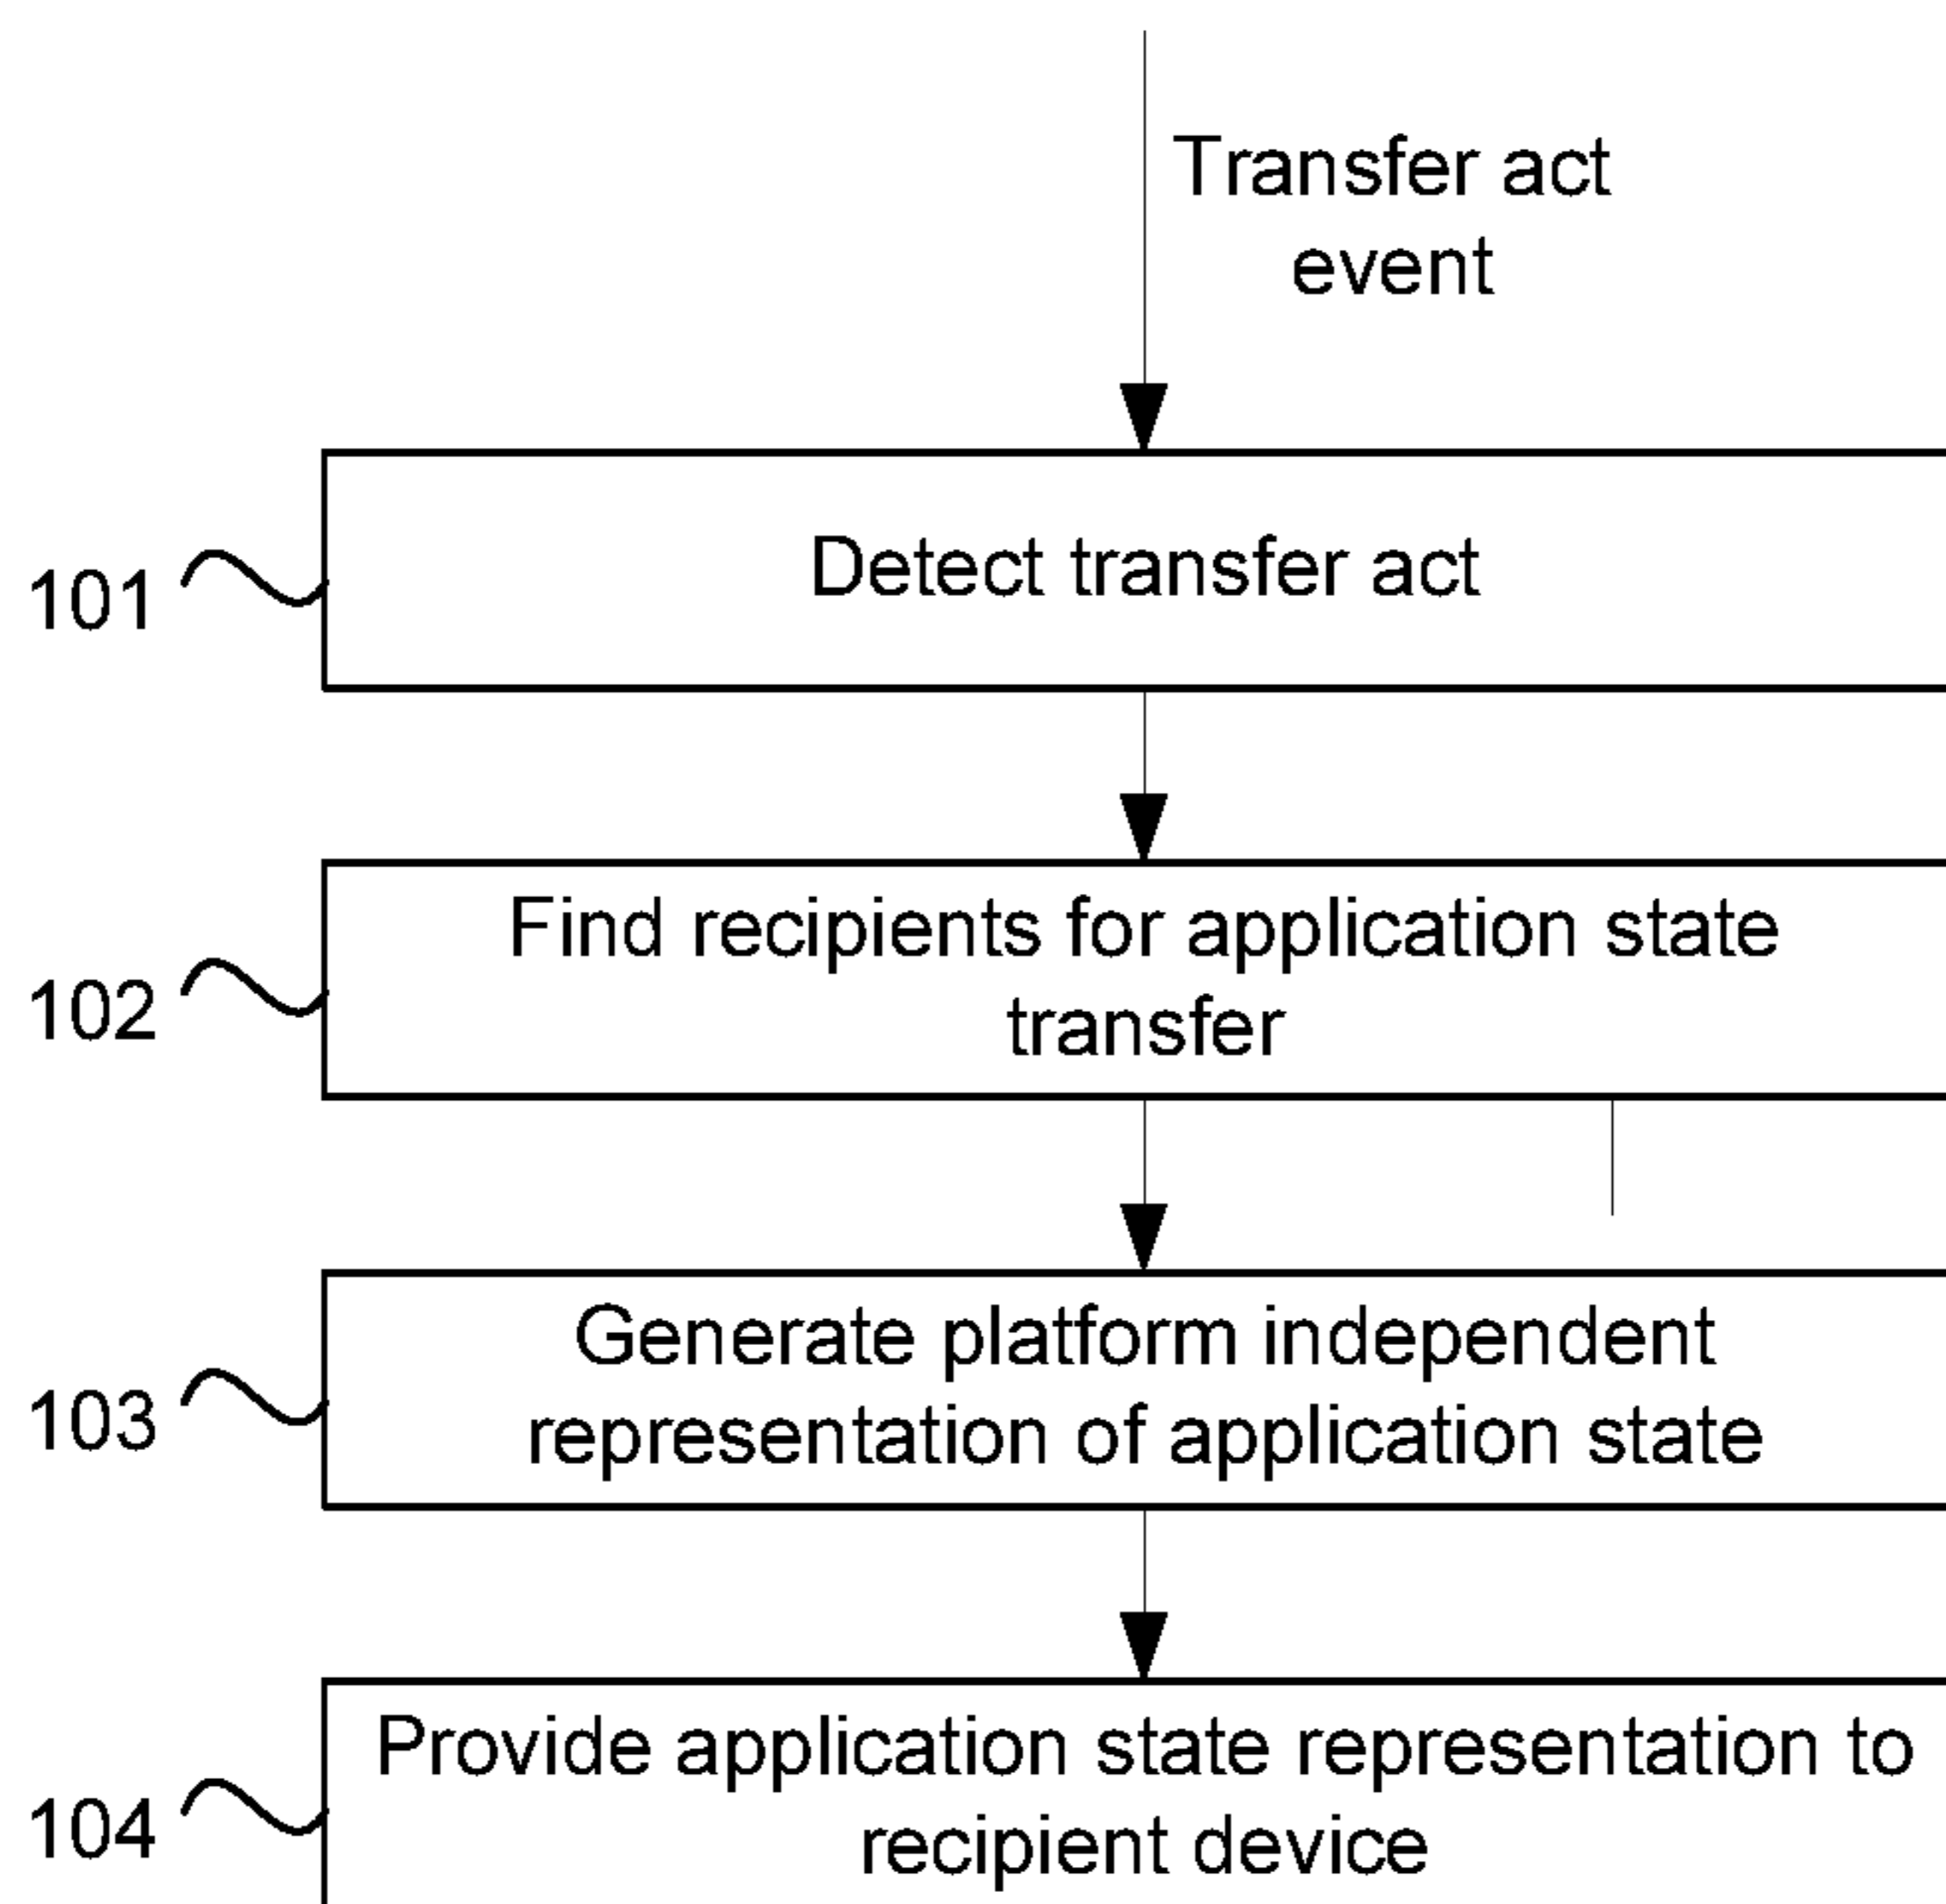 Transfer act
event
Detect transfer act
101
Find recipients for application state
transfer
102
Generate platform independent
representation of application state
103
Provide application state representation to
recipient device
104